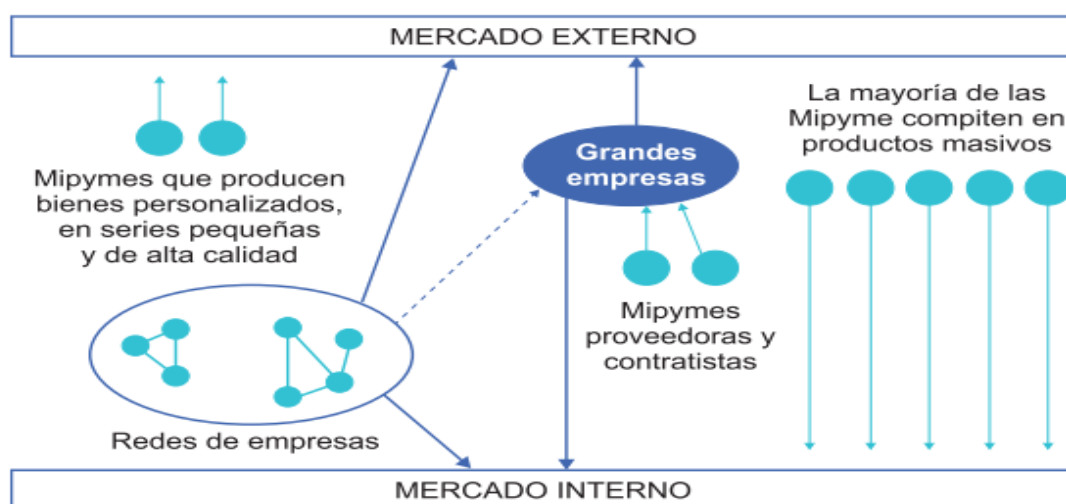 MERCADO EXTERNO
Mipymes que producen
bienes personalizados,
en series pequeñas
y de alta calidad
Grandes
empresas
La mayoría de las
Mipyme compiten en
productos masivos
Mipymes
proveedoras y
contratistas
Redes de empresas
MERCADO INTERNO